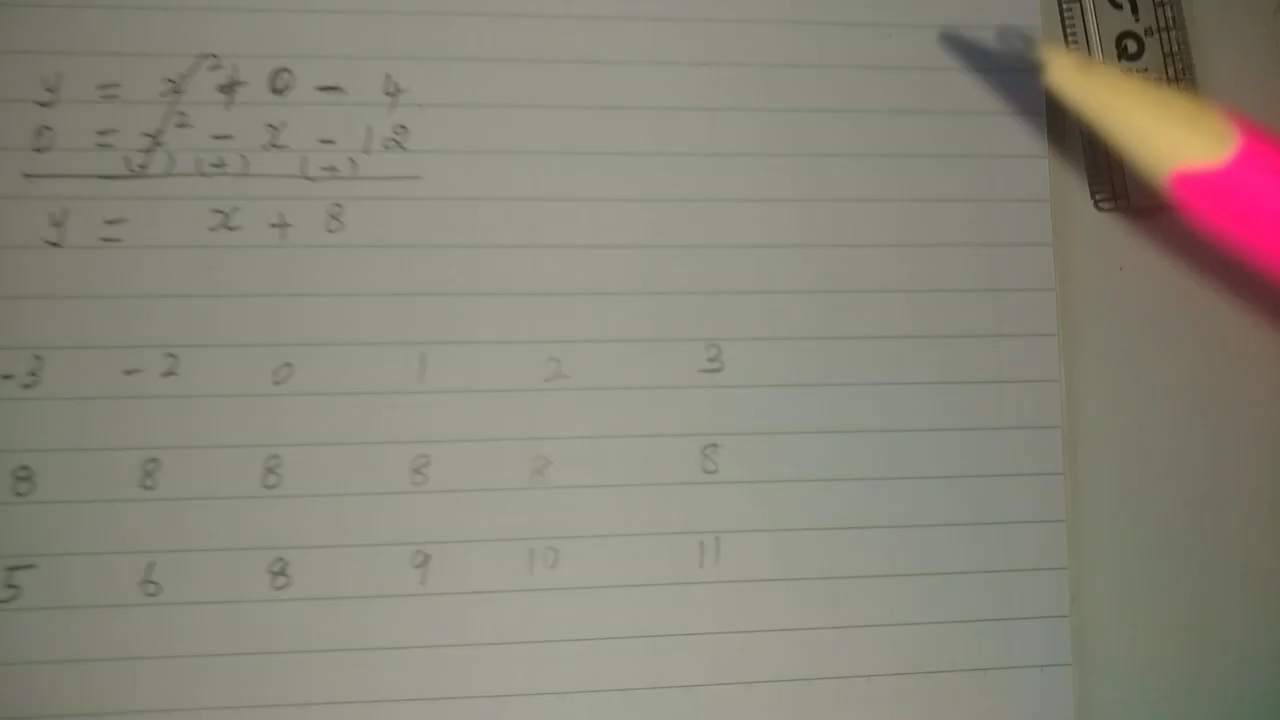 y = x² + 0 - 4
0 = x² - x - 12
(-) (+) (+)
y = x + 8
-3 -2 0 1 2 3
8 8 8 8 8 8
5 6 8 9 10 11